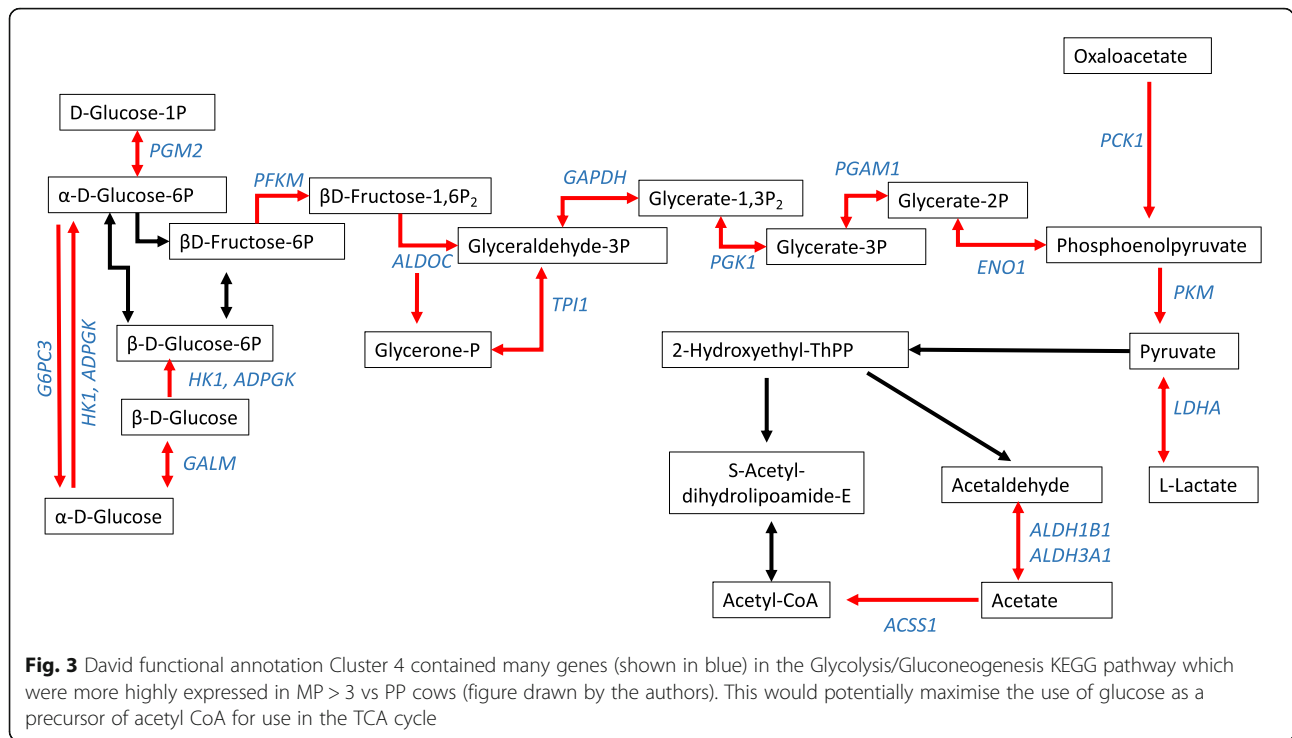 Oxaloacetate
D-Glucose-1P
PGM2
PCK1
α-D-Glucose-6P
PFKM
βD-Fructose-1,6P₂
GAPDH
Glycerate-1,3P₂
PGAM1
Glycerate-2P
βD-Fructose-6P
ALDOC
Glyceraldehyde-3P
PGK1
Glycerate-3P
ENO1
Phosphoenolpyruvate
G6PC3
HK1, ADPGK
TPI1
PKM
β-D-Glucose-6P
Glycerone-P
2-Hydroxyethyl-ThPP
Pyruvate
HK1, ADPGK
β-D-Glucose
LDHA
GALM
S-Acetyl-
dihydrolipoamide-E
Acetaldehyde
L-Lactate
α-D-Glucose
ALDH1B1
ALDH3A1
Acetyl-CoA
ACSS1
Acetate
Fig. 3 David functional annotation Cluster 4 contained many genes (shown in blue) in the Glycolysis/Gluconeogenesis KEGG pathway which
were more highly expressed in MP > 3 vs PP cows (figure drawn by the authors). This would potentially maximise the use of glucose as a
precursor of acetyl CoA for use in the TCA cycle